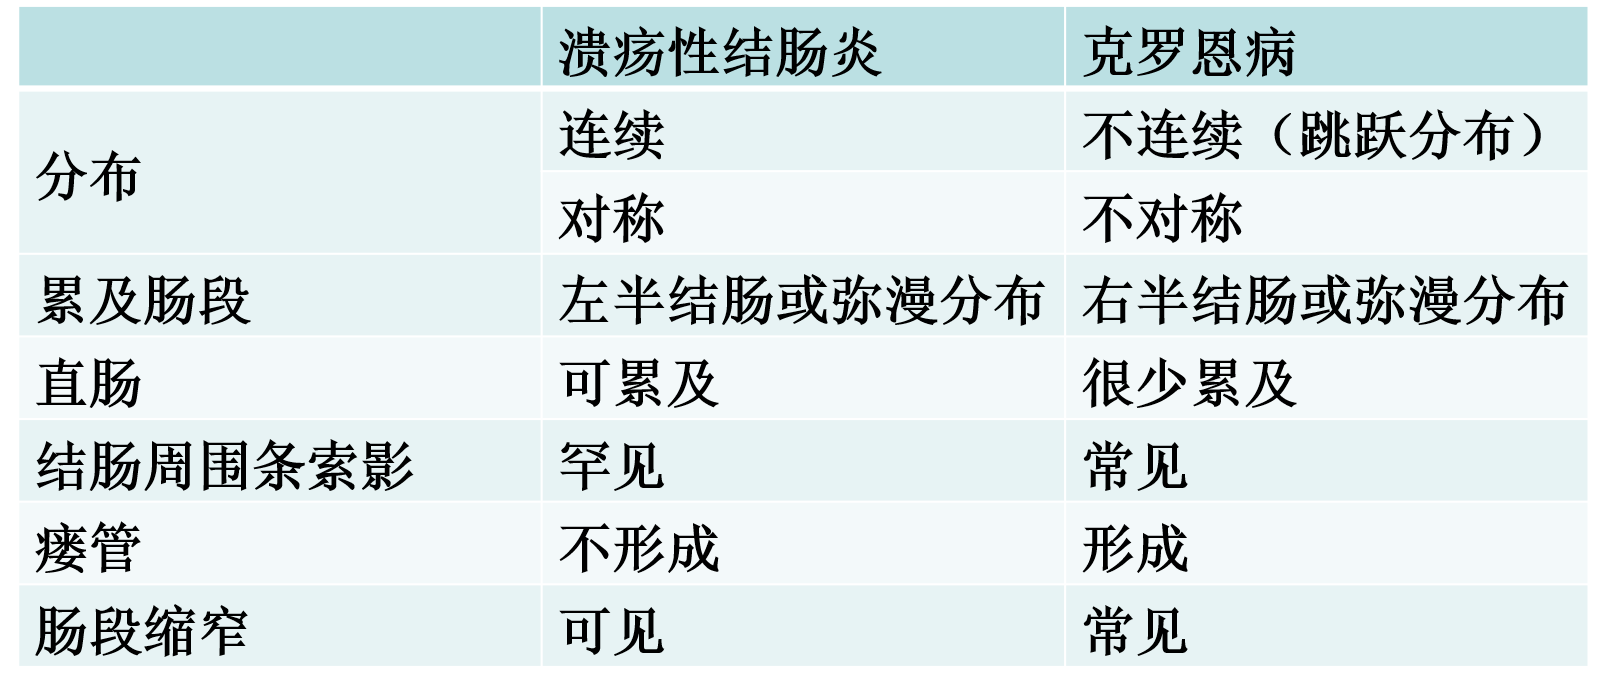 溃疡性结肠炎 克罗恩病
分布 连续 不连续（跳跃分布）
对称 不对称
累及肠段 左半结肠或弥漫分布 右半结肠或弥漫分布
直肠 可累及 很少累及
结肠周围条索影 罕见 常见
瘘管 不形成 形成
肠段缩窄 可见 常见